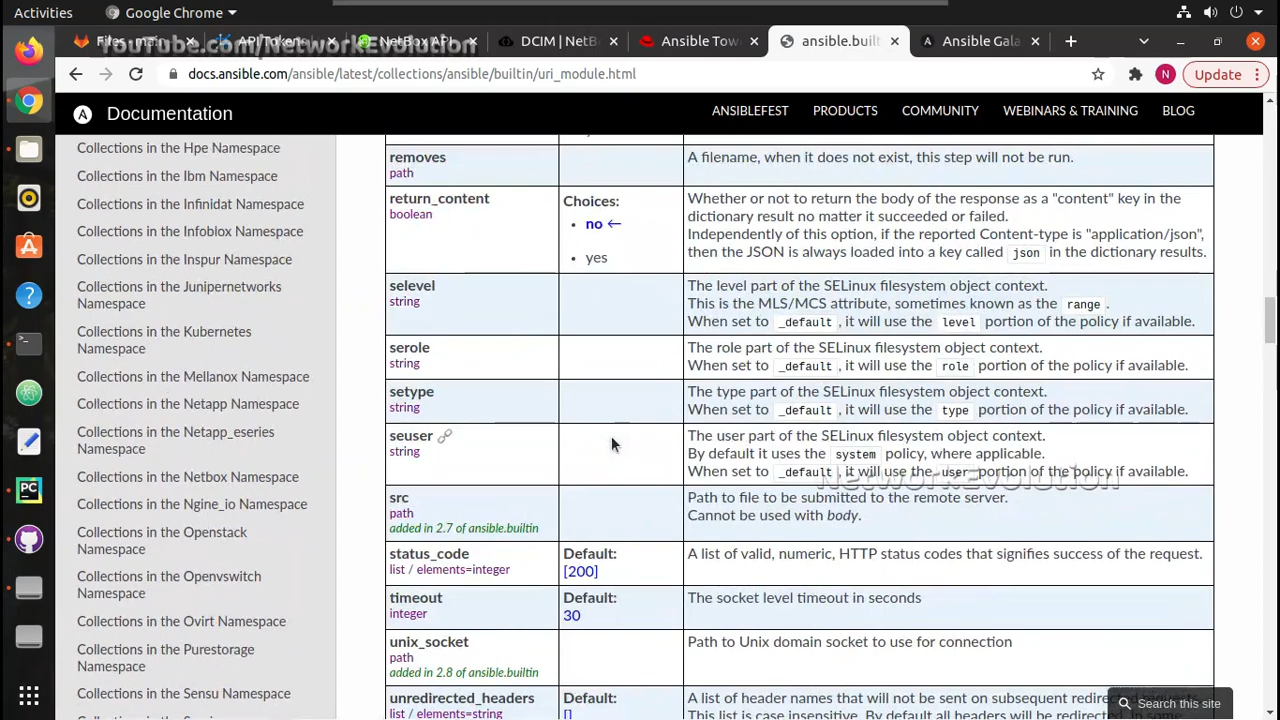 Activities
Google Chrome
YouTube.com/NetworkEvolution
Files · main
API Tokens
NetBox API
DCIM | NetB
Ansible Tow
ansible.built
Ansible Gala
docs.ansible.com/ansible/latest/collections/ansible/builtin/uri_module.html
N
Update
A
Documentation
ANSIBLEFEST
PRODUCTS
COMMUNITY
WEBINARS & TRAINING
BLOG
Collections in the Hpe Namespace
Collections in the Ibm Namespace
Collections in the Infinidat Namespace
Collections in the Infoblox Namespace
Collections in the Inspur Namespace
Collections in the Junipernetworks
Namespace
Collections in the Kubernetes
Namespace
Collections in the Mellanox Namespace
Collections in the Netapp Namespace
Collections in the Netapp_eseries
Namespace
Collections in the Netbox Namespace
Collections in the Ngine_io Namespace
Collections in the Openstack
Namespace
Collections in the Openvswitch
Namespace
Collections in the Ovirt Namespace
Collections in the Purestorage
Namespace
Collections in the Sensu Namespace
removes
path
A filename, when it does not exist, this step will not be run.
return_content
boolean
Choices:
no ←
yes
Whether or not to return the body of the response as a "content" key in the
dictionary result no matter it succeeded or failed.
Independently of this option, if the reported Content-type is "application/json",
then the JSON is always loaded into a key called json in the dictionary results.
selevel
string
The level part of the SELinux filesystem object context.
This is the MLS/MCS attribute, sometimes known as the range .
When set to _default , it will use the level portion of the policy if available.
serole
string
The role part of the SELinux filesystem object context.
When set to _default , it will use the role portion of the policy if available.
setype
string
The type part of the SELinux filesystem object context.
When set to _default , it will use the type portion of the policy if available.
seuser
string
The user part of the SELinux filesystem object context.
By default it uses the system policy, where applicable.
When set to _default , it will use the user portion of the policy if available.
NetworkEvolution
src
path
added in 2.7 of ansible.builtin
Path to file to be submitted to the remote server.
Cannot be used with body.
status_code
list / elements=integer
Default:
[200]
A list of valid, numeric, HTTP status codes that signifies success of the request.
timeout
integer
Default:
30
The socket level timeout in seconds
unix_socket
path
added in 2.8 of ansible.builtin
Path to Unix domain socket to use for connection
unredirected_headers
list / elements=string
Default:
[]
A list of header names that will not be sent on subsequent redirected requests.
This list is case insensitive. By default all headers will be redirected. In some
Search this site